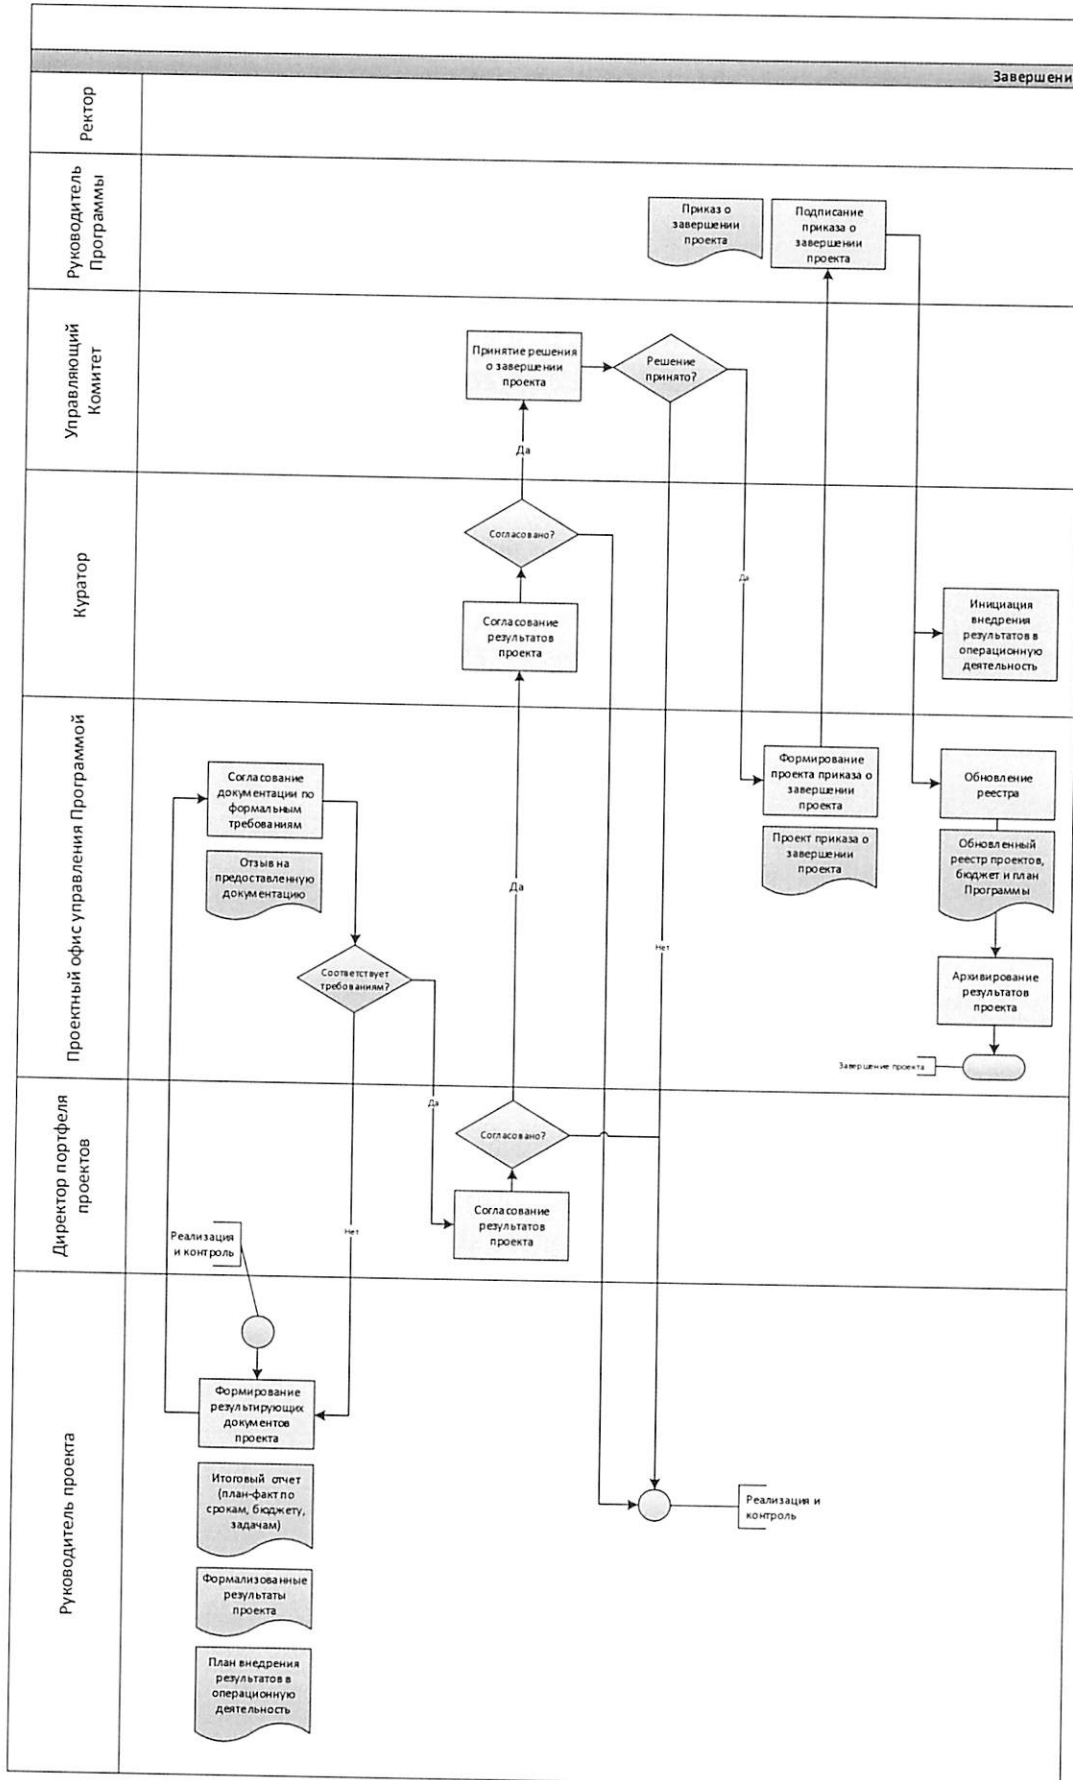 Завершени
Ректор
Руководитель
Программы
Приказ о
завершении
проекта
Подписание
приказа о
завершении
проекта
Управляющий
Комитет
Принятие решения
о завершении
проекта
Решение
принято?
Да
Куратор
Согласовано?
Да
Согласование
результатов
проекта
Инициация
внедрения
результатов в
операционную
деятельность
Проектный офис управления Программой
Согласование
документации по
формальным
требованиям
Отзыв на
предоставленную
документацию
Соответствует
требованиям?
Да
Формирование
проекта приказа о
завершении
проекта
Проект приказа о
завершении
проекта
Нет
Обновление
реестра
Обновленный
реестр проектов,
бюджет и план
Программы
Архивирование
результатов
проекта
Завершение проекта
Директор портфеля
проектов
Да
Согласовано?
Согласование
результатов
проекта
Реализация
и контроль
Нет
Руководитель проекта
Формирование
результирующих
документов
проекта
Итоговый отчет
(план-факт по
срокам, бюджету,
задачам)
Формализованные
результаты
проекта
План внедрения
результатов в
операционную
деятельность
Реализация и
контроль